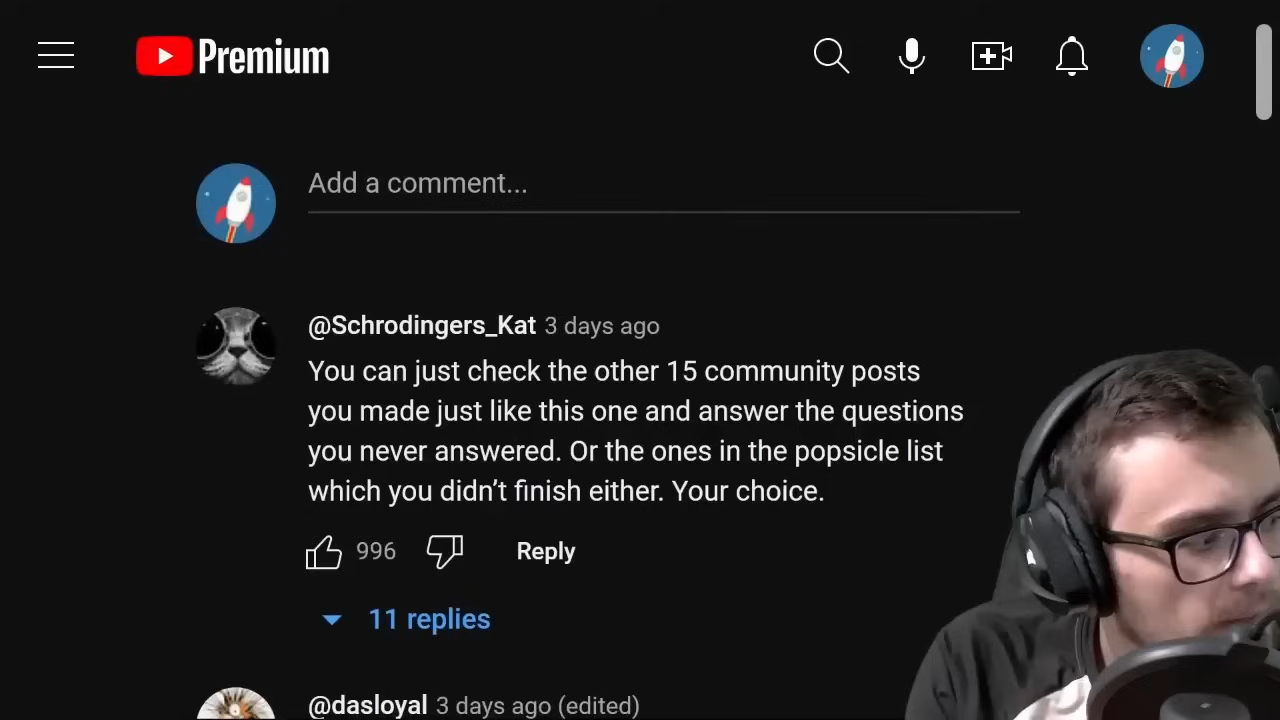 Premium
Add a comment...
@Schrodingers_Kat 3 days ago
You can just check the other 15 community posts
you made just like this one and answer the questions
you never answered. Or the ones in the popsicle list
which you didn’t finish either. Your choice.
996 Reply
11 replies
@dasloyal 3 days ago (edited)